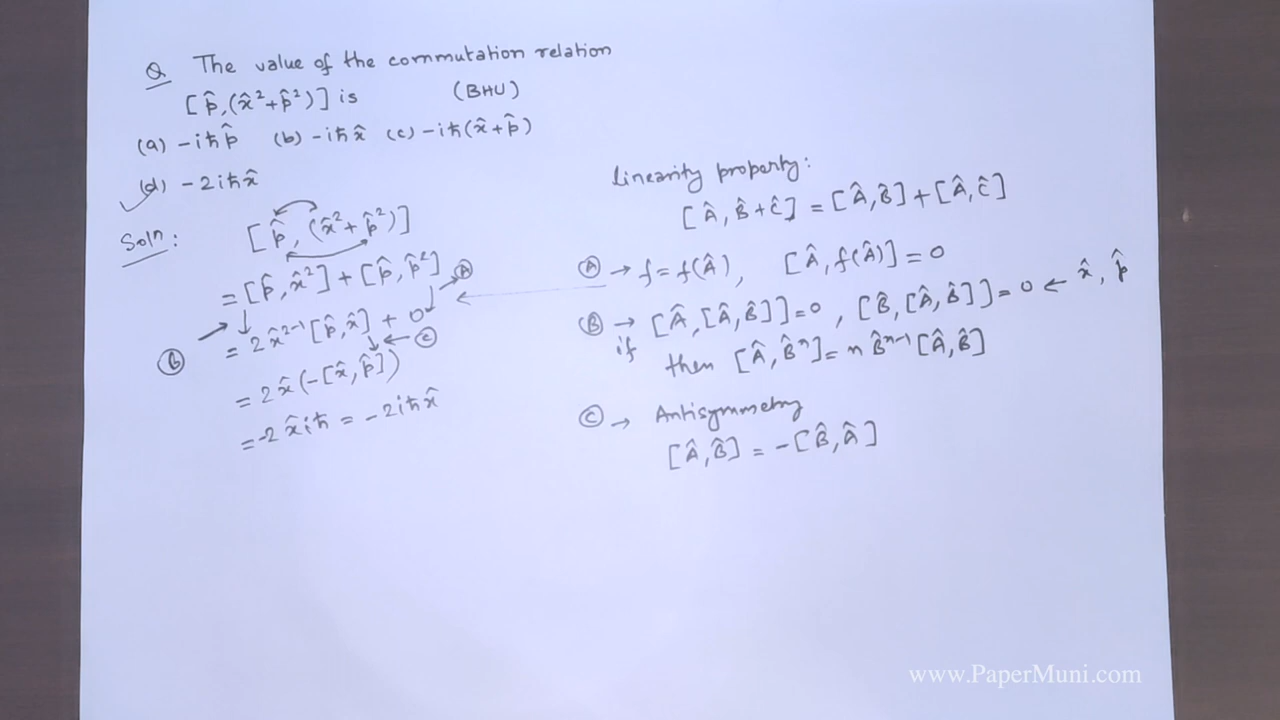 Q. The value of the commutation relation
[p̂, (x̂²+p̂²)] is (BHU)
(a) -iħp̂ (b) -iħx̂ (c) -iħ(x̂+p̂)
(d) -2iħx̂
Soln:
[p̂, (x̂²+p̂²)]
= [p̂, x̂²] + [p̂, p̂²] (A)
(B) = 2x̂²⁻¹[p̂, x̂] + 0
(C)
= 2x̂(-[x̂, p̂])
= -2x̂iħ = -2iħx̂
Linearity property:
[Â, B̂+Ĉ] = [Â, B̂] + [Â, Ĉ]
(A) → f = f(Â), [Â, f(Â)] = 0
(B) → [Â, [Â, B̂]] = 0, [B̂, [Â, B̂]] = 0 ← x̂, p̂
if
then [Â, B̂ⁿ] = n B̂ⁿ⁻¹ [Â, B̂]
(C) → Antisymmetry
[Â, B̂] = -[B̂, Â]
www.PaperMuni.com